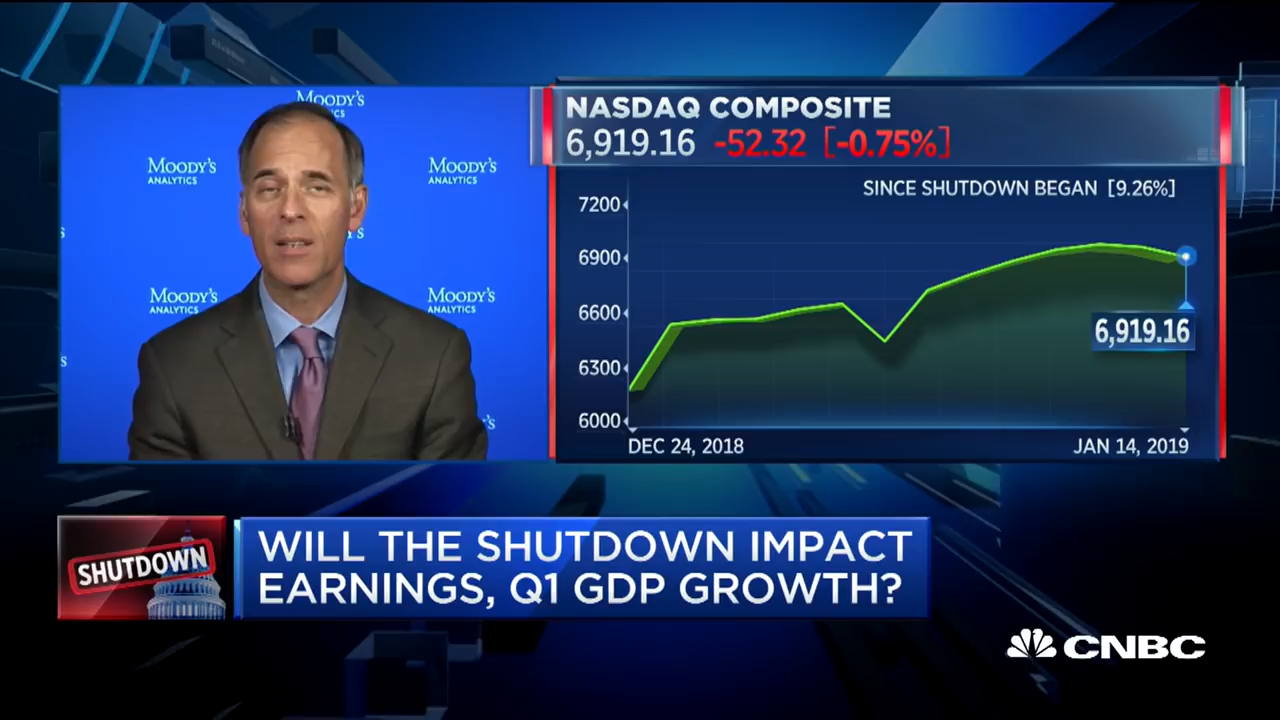 MOODY'S
ICS
MOODY'S
ANALYTICS
MOODY'S
ANALYTICS
S
'S
MOODY'S
ANALYTICS
MOODY'S
ANALYTICS
S
'S
NASDAQ COMPOSITE
6,919.16 -52.32 [-0.75%]
SINCE SHUTDOWN BEGAN [9.26%]
7200
6900
6600
6300
6000
6,919.16
DEC 24, 2018 JAN 14, 2019
SHUTDOWN
WILL THE SHUTDOWN IMPACT
EARNINGS, Q1 GDP GROWTH?
CNBC